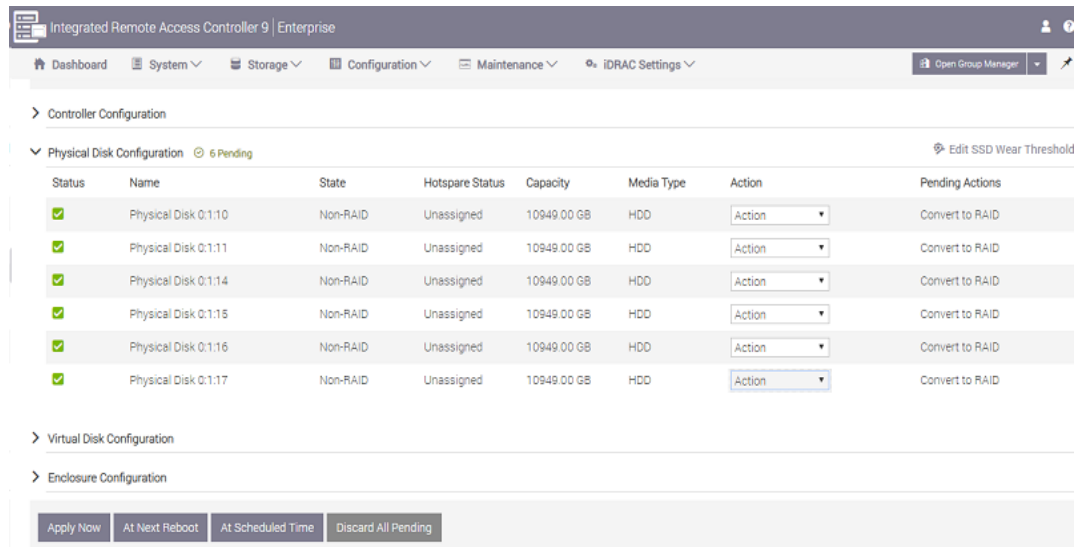 Integrated Remote Access Controller 9 | Enterprise
Dashboard System Storage Configuration Maintenance iDRAC Settings Open Group Manager
Controller Configuration
Physical Disk Configuration 6 Pending Edit SSD Wear Threshold
Status Name State Hotspare Status Capacity Media Type Action Pending Actions
Physical Disk 0:1:10 Non-RAID Unassigned 10949.00 GB HDD Action Convert to RAID
Physical Disk 0:1:11 Non-RAID Unassigned 10949.00 GB HDD Action Convert to RAID
Physical Disk 0:1:14 Non-RAID Unassigned 10949.00 GB HDD Action Convert to RAID
Physical Disk 0:1:15 Non-RAID Unassigned 10949.00 GB HDD Action Convert to RAID
Physical Disk 0:1:16 Non-RAID Unassigned 10949.00 GB HDD Action Convert to RAID
Physical Disk 0:1:17 Non-RAID Unassigned 10949.00 GB HDD Action Convert to RAID
Virtual Disk Configuration
Enclosure Configuration
Apply Now At Next Reboot At Scheduled Time Discard All Pending